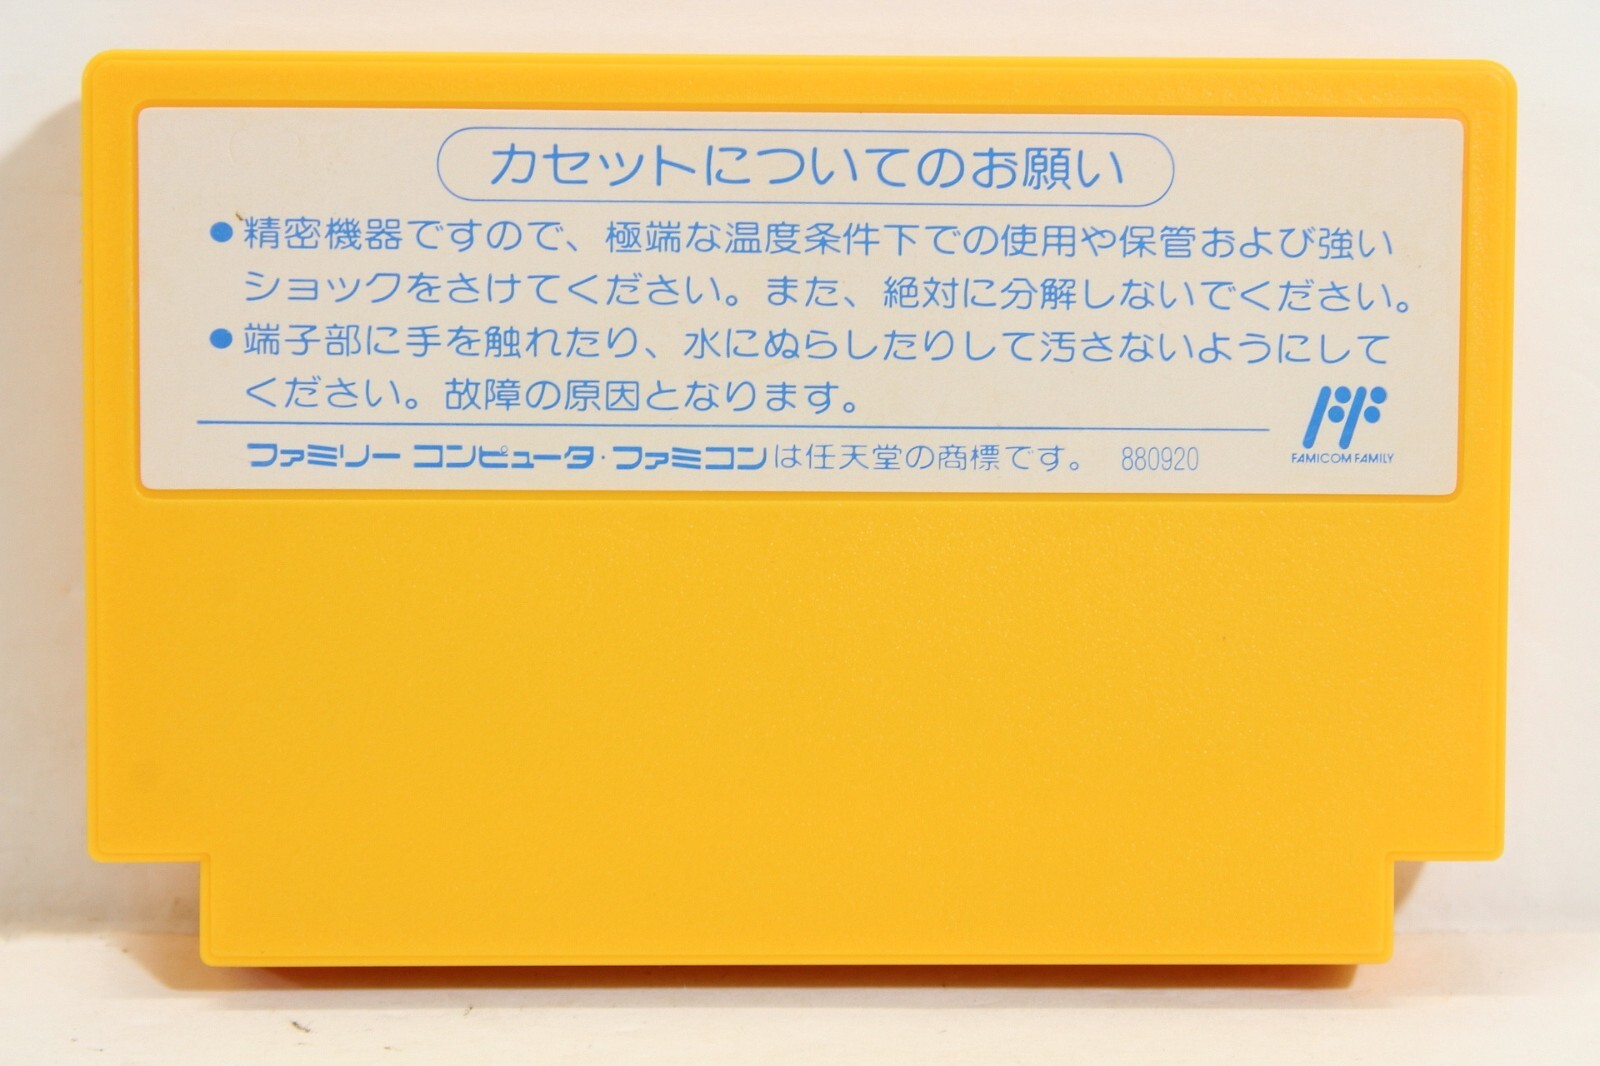 カセットについてのお願い
●精密機器ですので、極端な温度条件下での使用や保管および強い
ショックをさけてください。また、絶対に分解しないでください。
●端子部に手を触れたり、水にぬらしたりして汚さないようにして
ください。故障の原因となります。
ファミリー コンピュータ・ファミコンは任天堂の商標です。 880920
FF
FAMICOM FAMILY